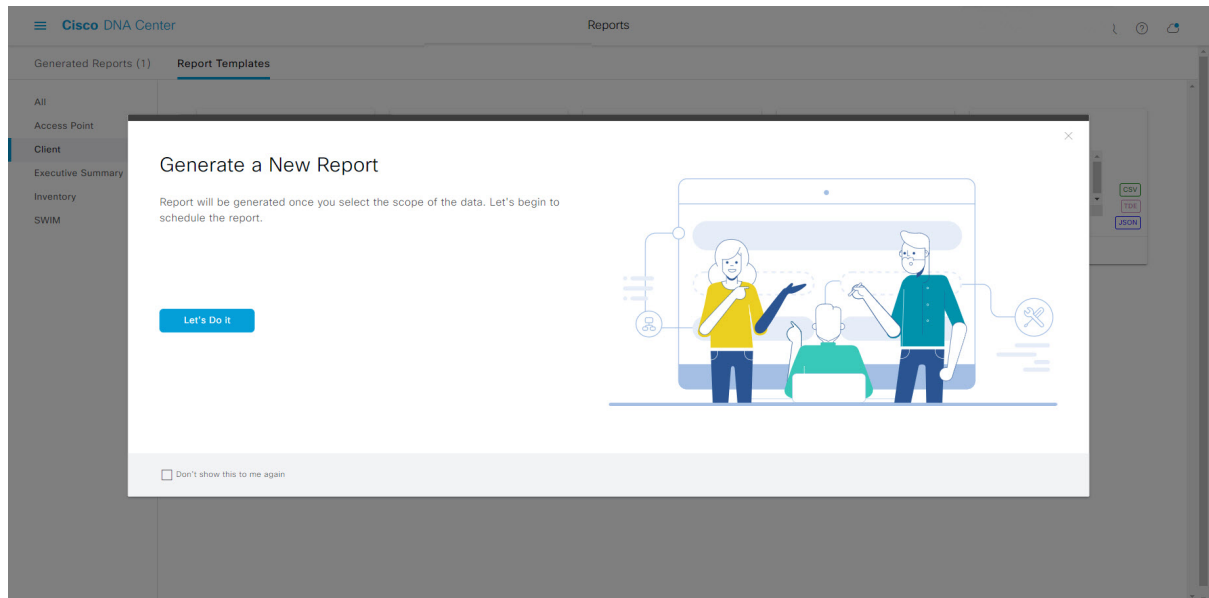 Cisco DNA Center
Reports
Generated Reports (1)
Report Templates
All
Access Point
Client
Executive Summary
Inventory
SWIM
Generate a New Report
Report will be generated once you select the scope of the data. Let's begin to
schedule the report.
Let's Do it
Don't show this to me again
CSV
TDE
JSON